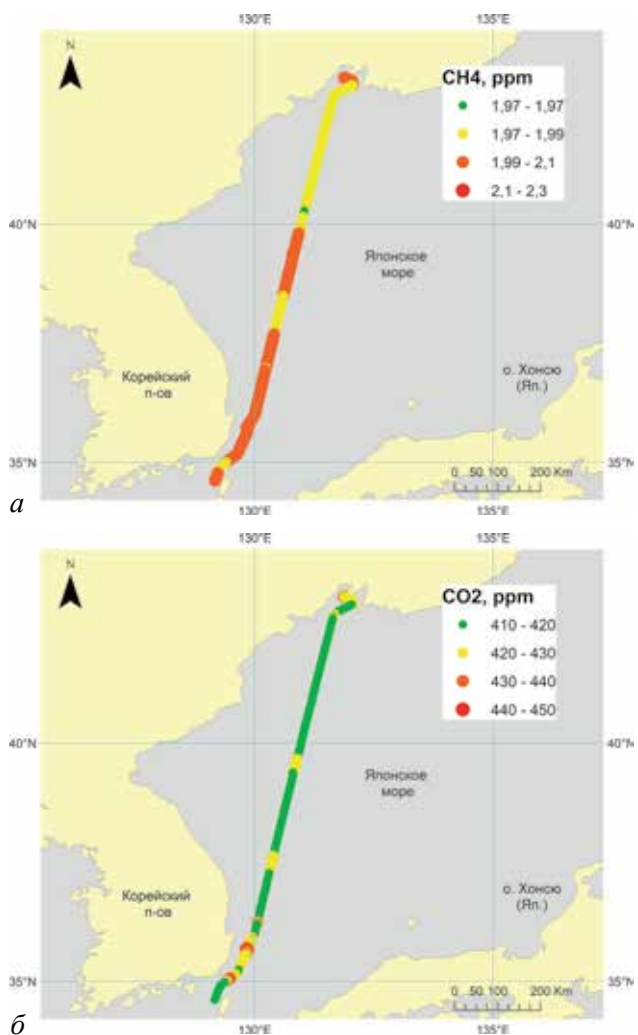 130°E
135°E
N
CH4, ppm
1,97 - 1,97
1,97 - 1,99
1,99 - 2,1
2,1 - 2,3
40°N
40°N
Японское
море
Корейский
п-ов
о. Хонсю
(Яп.)
35°N
35°N
0 50 100 200 Km
130°E
135°E
а
130°E
135°E
N
CO2, ppm
410 - 420
420 - 430
430 - 440
440 - 450
40°N
40°N
Японское
море
Корейский
п-ов
о. Хонсю
(Яп.)
35°N
35°N
0 50 100 200 Km
130°E
135°E
б